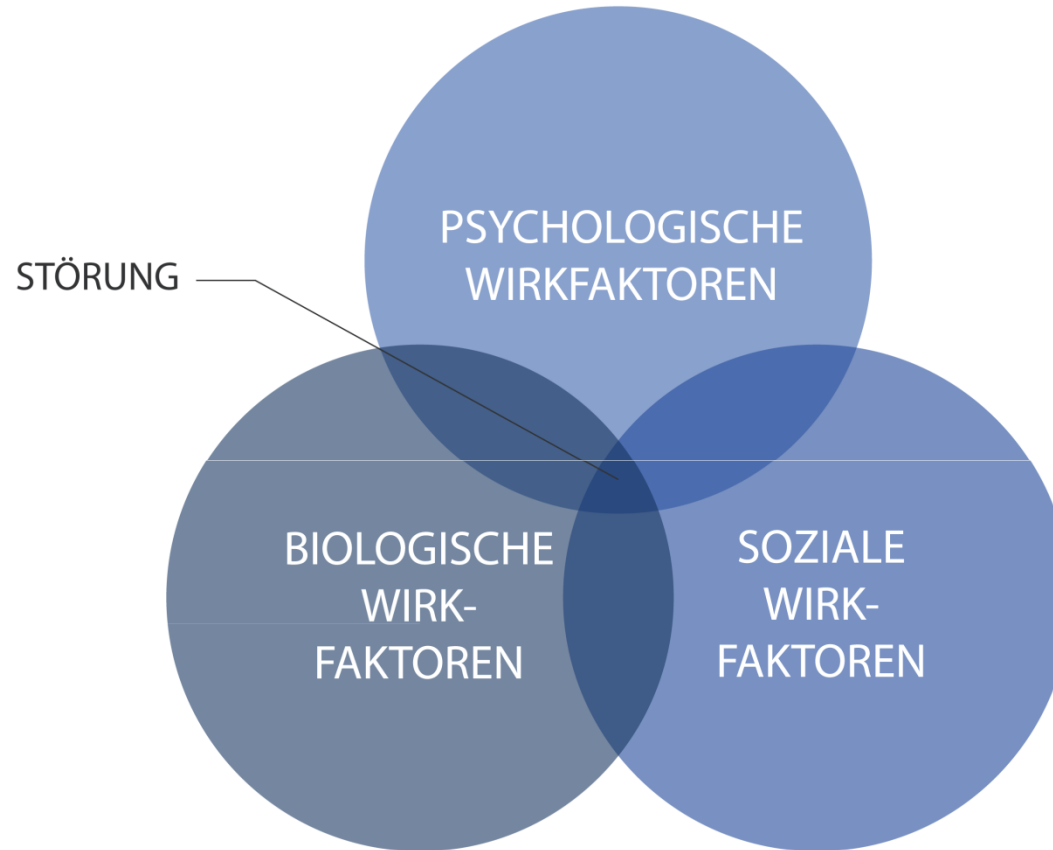 PSYCHOLOGISCHE
WIRKFAKTOREN
STÖRUNG
BIOLOGISCHE
WIRK-
FAKTOREN
SOZIALE
WIRK-
FAKTOREN